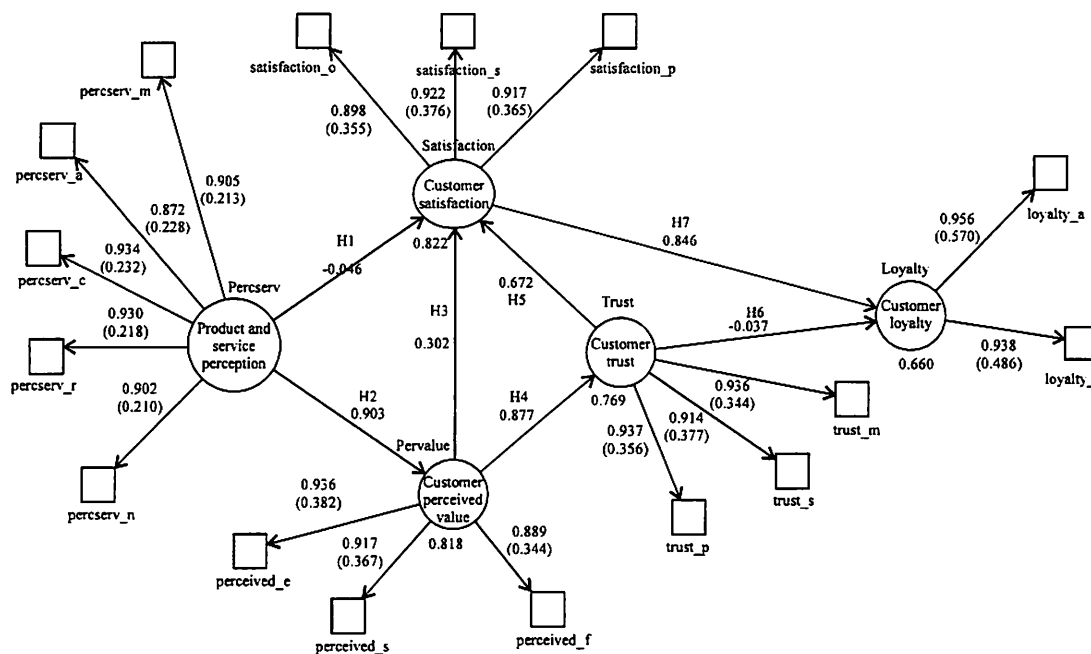 satisfaction_o
satisfaction_s
satisfaction_p
percserv_m
0.898
(0.355)
0.922
(0.376)
0.917
(0.365)
percserv_a
0.905
(0.213)
Satisfaction
Customer
satisfaction
0.822
0.872
(0.228)
percserv_c
0.934
(0.232)
0.930
(0.218)
percserv_r
0.902
(0.210)
percserv_n
Percserv
Product and
service
perception
H1
-0.046
H2
0.903
H3
0.302
0.672
H5
H7
0.846
H6
-0.037
H4
0.877
Trust
Customer
trust
0.769
Loyalty
Customer
loyalty
0.660
0.956
(0.570)
loyalty_a
0.938
(0.486)
loyalty_
0.936
(0.344)
trust_m
0.914
(0.377)
trust_s
0.937
(0.356)
trust_p
Pervalue
Customer
perceived
value
0.818
0.936
(0.382)
perceived_e
0.917
(0.367)
perceived_s
0.889
(0.344)
perceived_f